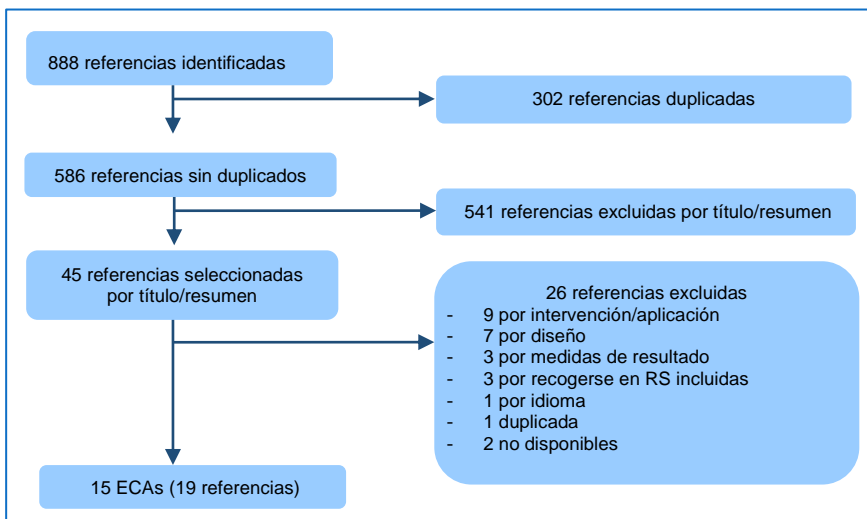 888 referencias identificadas
302 referencias duplicadas
586 referencias sin duplicados
541 referencias excluidas por título/resumen
45 referencias seleccionadas
por título/resumen
26 referencias excluidas
- 9 por intervención/aplicación
- 7 por diseño
- 3 por medidas de resultado
- 3 por recogerse en RS incluidas
- 1 por idioma
- 1 duplicada
- 2 no disponibles
15 ECAs (19 referencias)